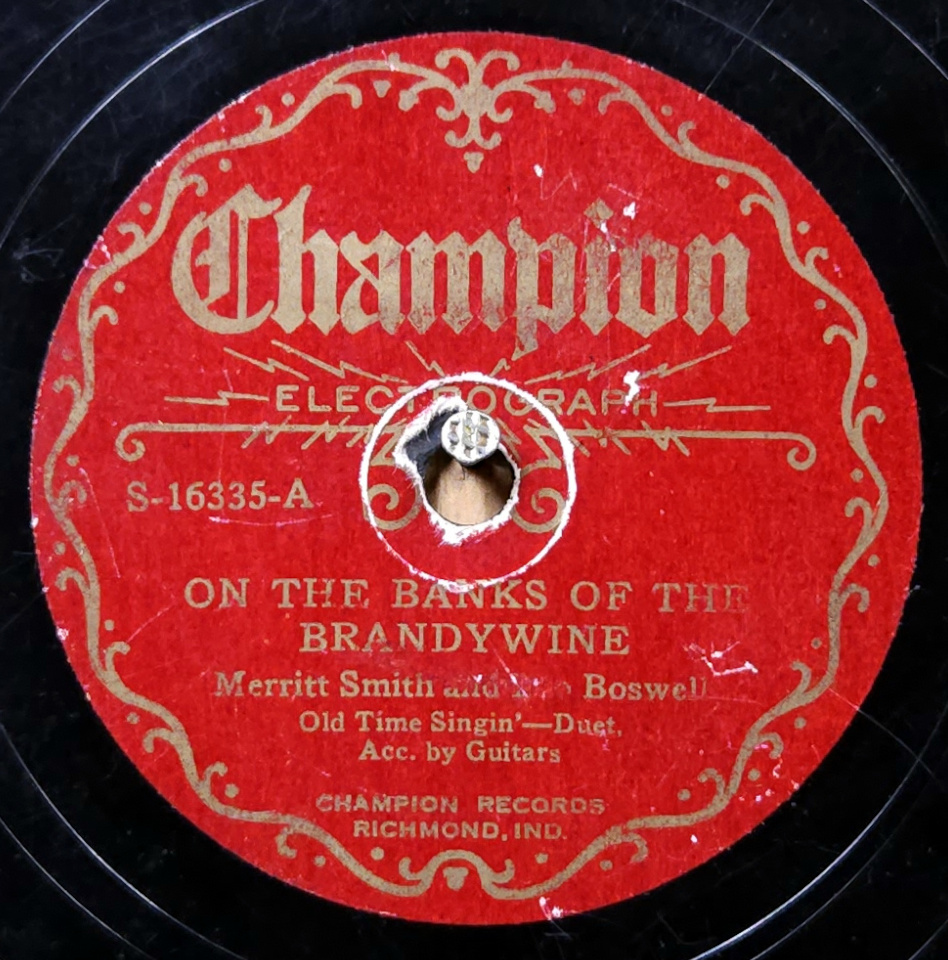 Champion
ELECTROGRAPH
S-16335-A
ON THE BANKS OF THE
BRANDYWINE
Merritt Smith and Boswell
Old Time Singin'—Duet,
Acc. by Guitars
CHAMPION RECORDS
RICHMOND, IND.